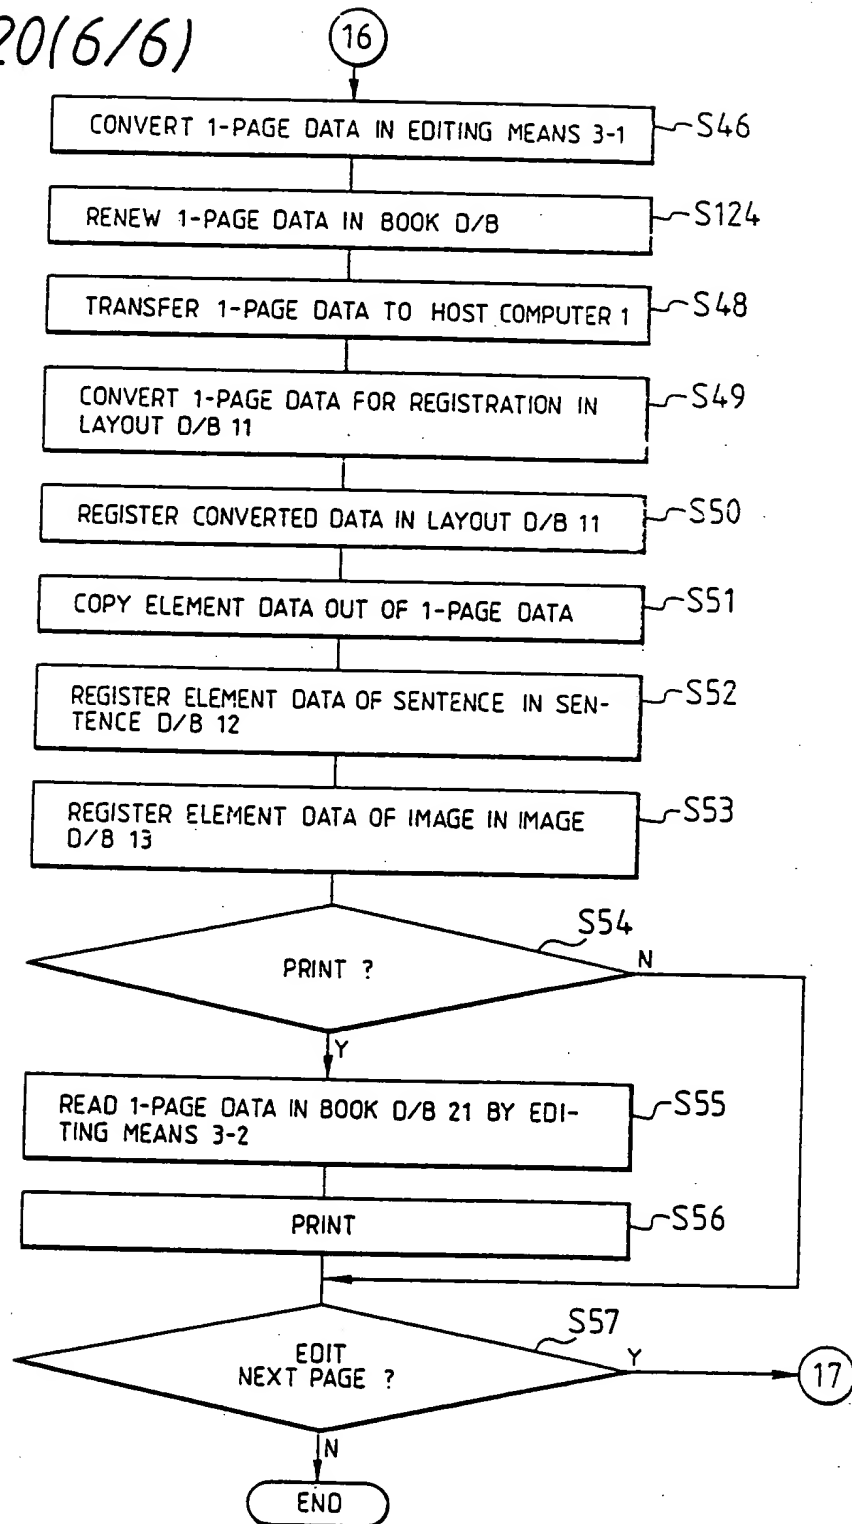 20(6/6)
16
CONVERT 1-PAGE DATA IN EDITING MEANS 3-1
S46
RENEW 1-PAGE DATA IN BOOK D/B
S124
TRANSFER 1-PAGE DATA TO HOST COMPUTER 1
S48
CONVERT 1-PAGE DATA FOR REGISTRATION IN
LAYOUT D/B 11
S49
REGISTER CONVERTED DATA IN LAYOUT D/B 11
S50
COPY ELEMENT DATA OUT OF 1-PAGE DATA
S51
REGISTER ELEMENT DATA OF SENTENCE IN SEN-
TENCE D/B 12
S52
REGISTER ELEMENT DATA OF IMAGE IN IMAGE
D/B 13
S53
S54
PRINT ?
N
Y
READ 1-PAGE DATA IN BOOK D/B 21 BY EDI-
TING MEANS 3-2
S55
PRINT
S56
S57
EDIT
NEXT PAGE ?
Y
17
N
END